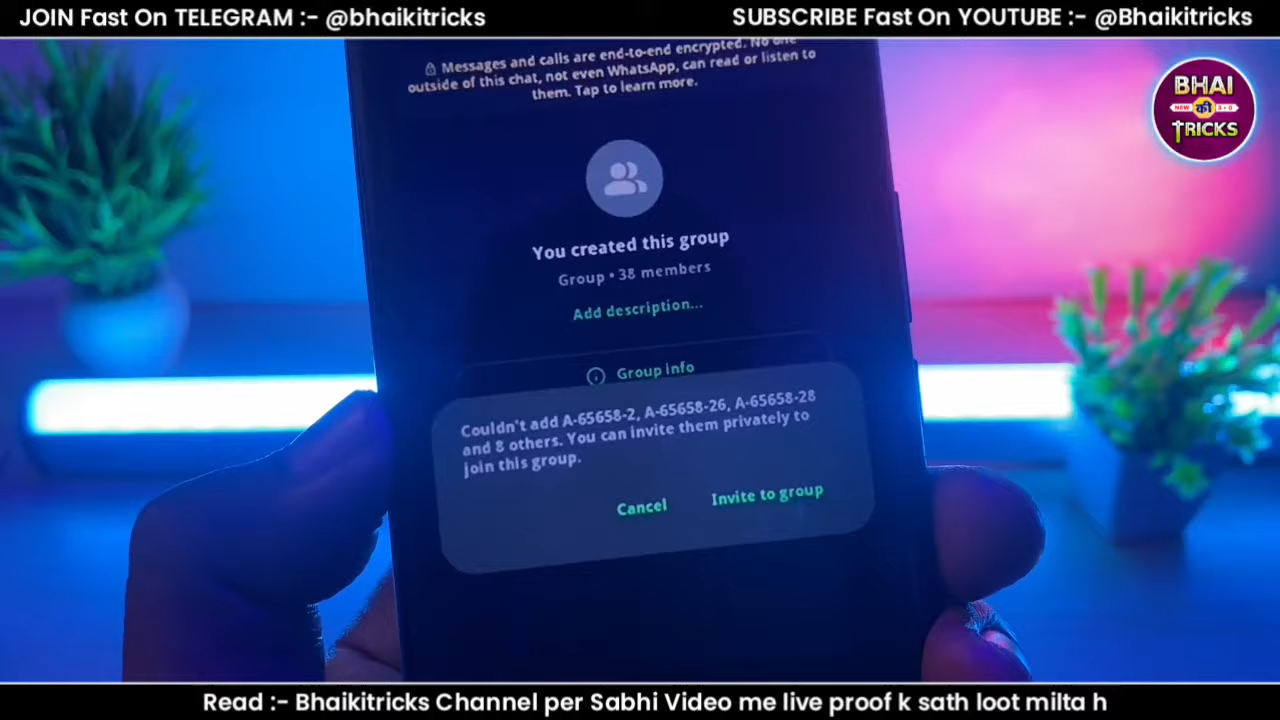 JOIN Fast On TELEGRAM :- @bhaikitricks
SUBSCRIBE Fast On YOUTUBE :- @Bhaikitricks
Messages and calls are end-to-end encrypted. No one
outside of this chat, not even WhatsApp, can read or listen to
them. Tap to learn more.
BHAI
NEW की 3.0
TRICKS
You created this group
Group • 38 members
Add description...
Group info
Couldn't add A-65658-2, A-65658-26, A-65658-28
and 8 others. You can invite them privately to
join this group.
Cancel
Invite to group
Read :- Bhaikitricks Channel per Sabhi Video me live proof k sath loot milta h